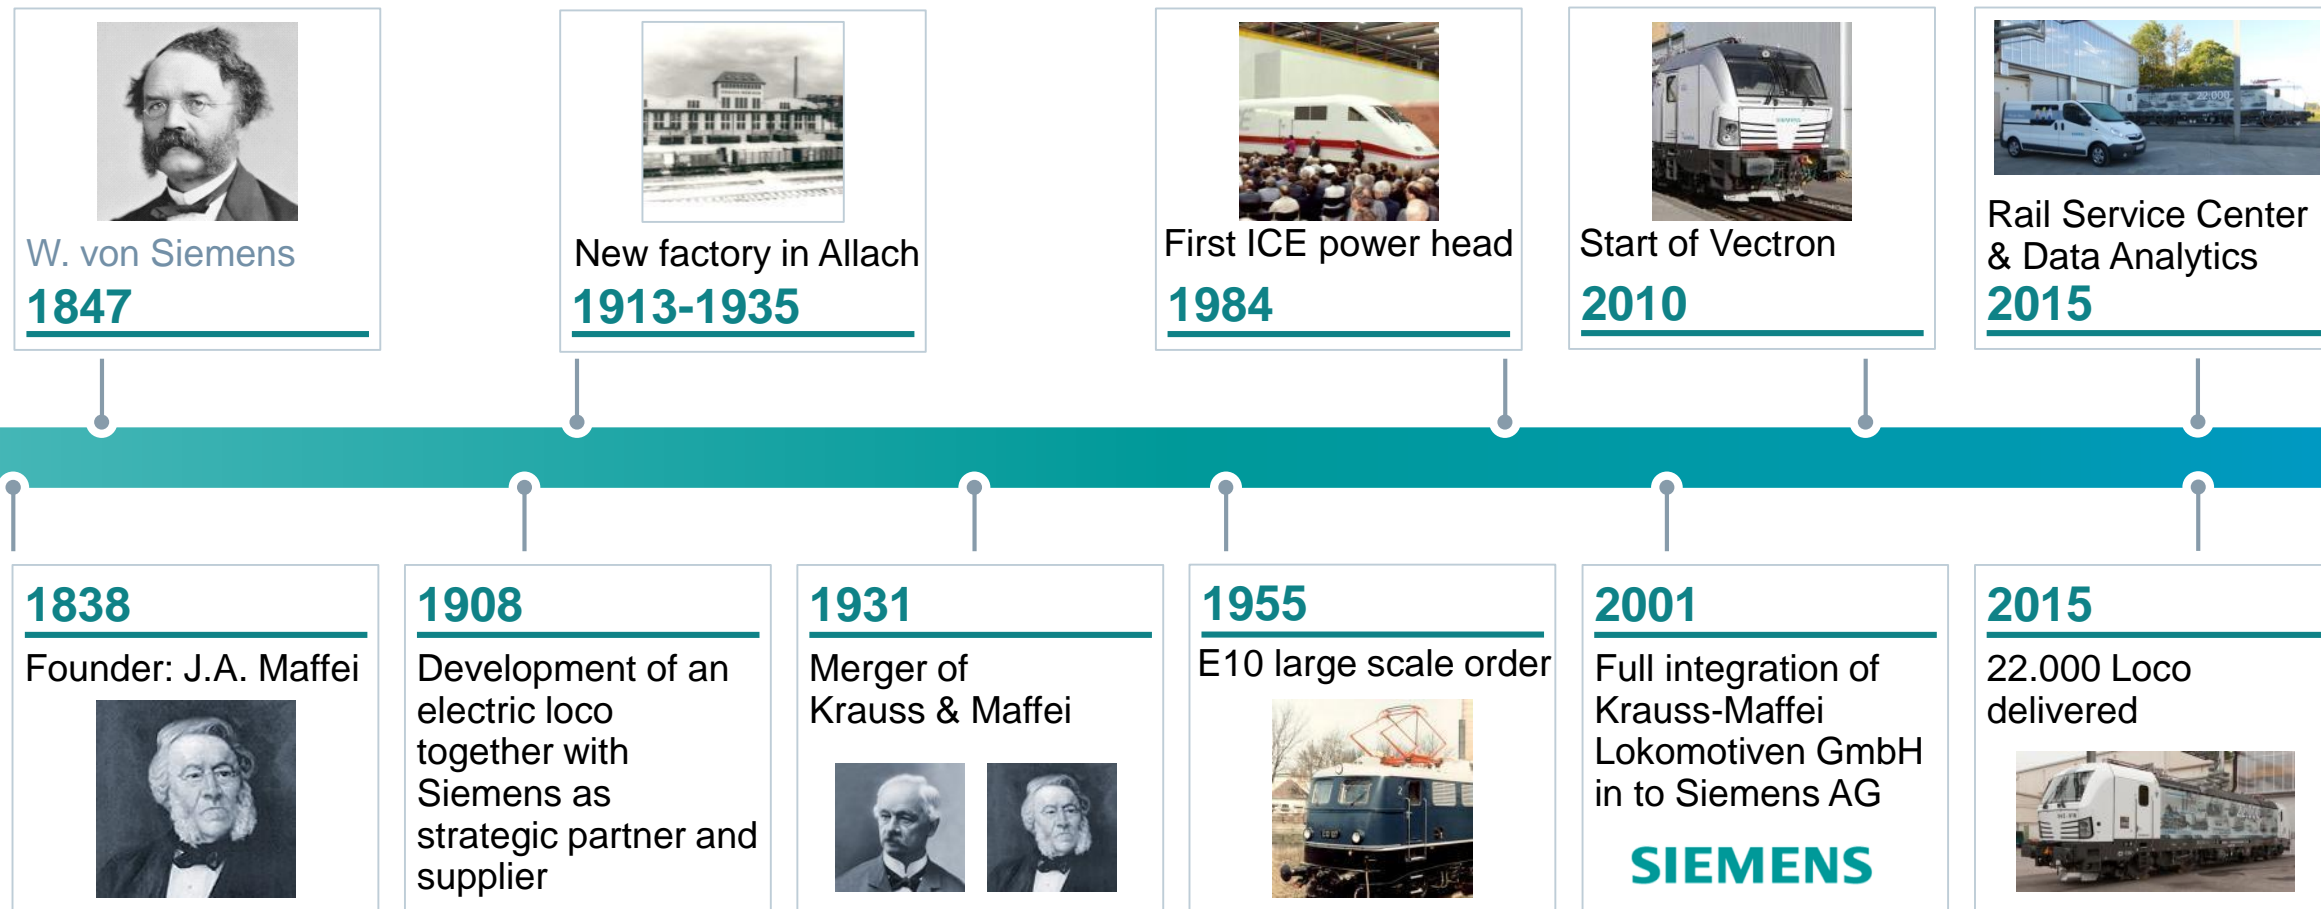 W. von Siemens
1847
New factory in Allach
1913-1935
First ICE power head
1984
Start of Vectron
2010
Rail Service Center
& Data Analytics
2015
1838
Founder: J.A. Maffei
1908
Development of an
electric loco
together with
Siemens as
strategic partner and
supplier
1931
Merger of
Krauss & Maffei
1955
E10 large scale order
2001
Full integration of
Krauss-Maffei
Lokomotiven GmbH
in to Siemens AG
SIEMENS
2015
22.000 Loco
delivered